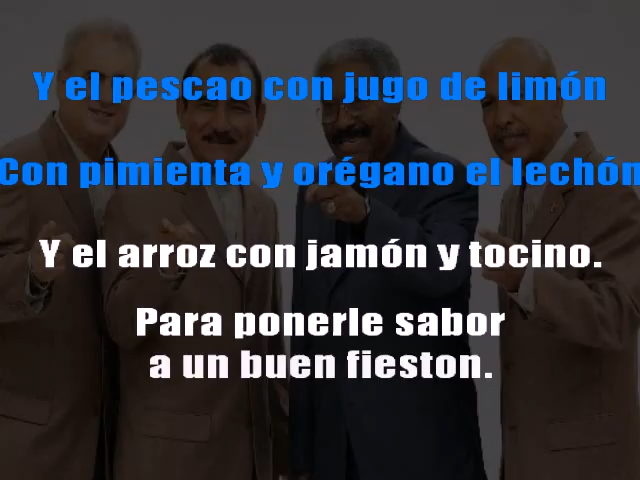 Y el pescao con jugo de limón
Con pimienta y orégano el lechón
Y el arroz con jamón y tocino.
Para ponerle sabor
a un buen fieston.